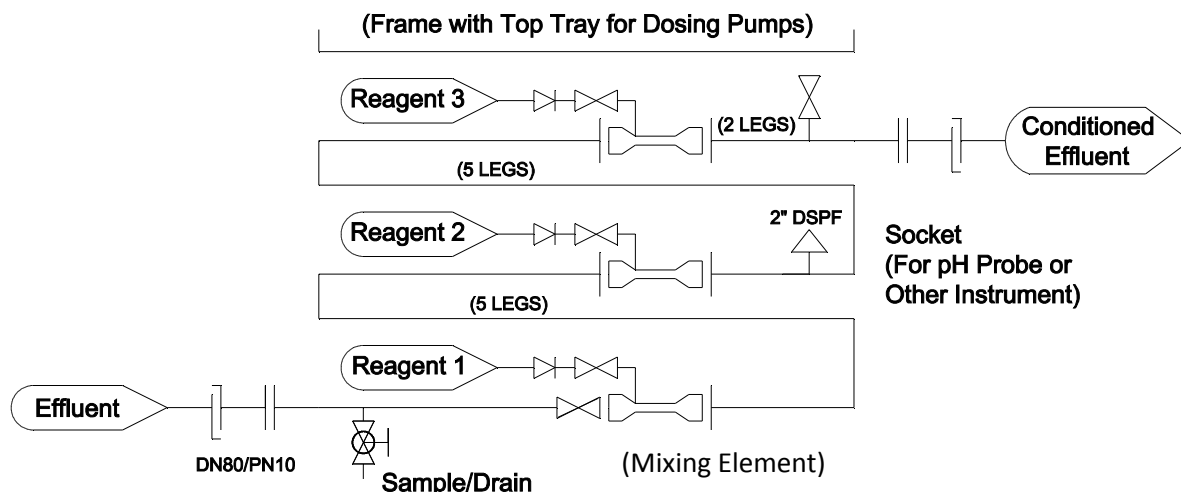 (Frame with Top Tray for Dosing Pumps)
Reagent 3
(2 LEGS)
Conditioned
Effluent
(5 LEGS)
Reagent 2
2" DSPF
Socket
(For pH Probe or
Other Instrument)
(5 LEGS)
Reagent 1
Effluent
DN80/PN10
(Mixing Element)
Sample/Drain